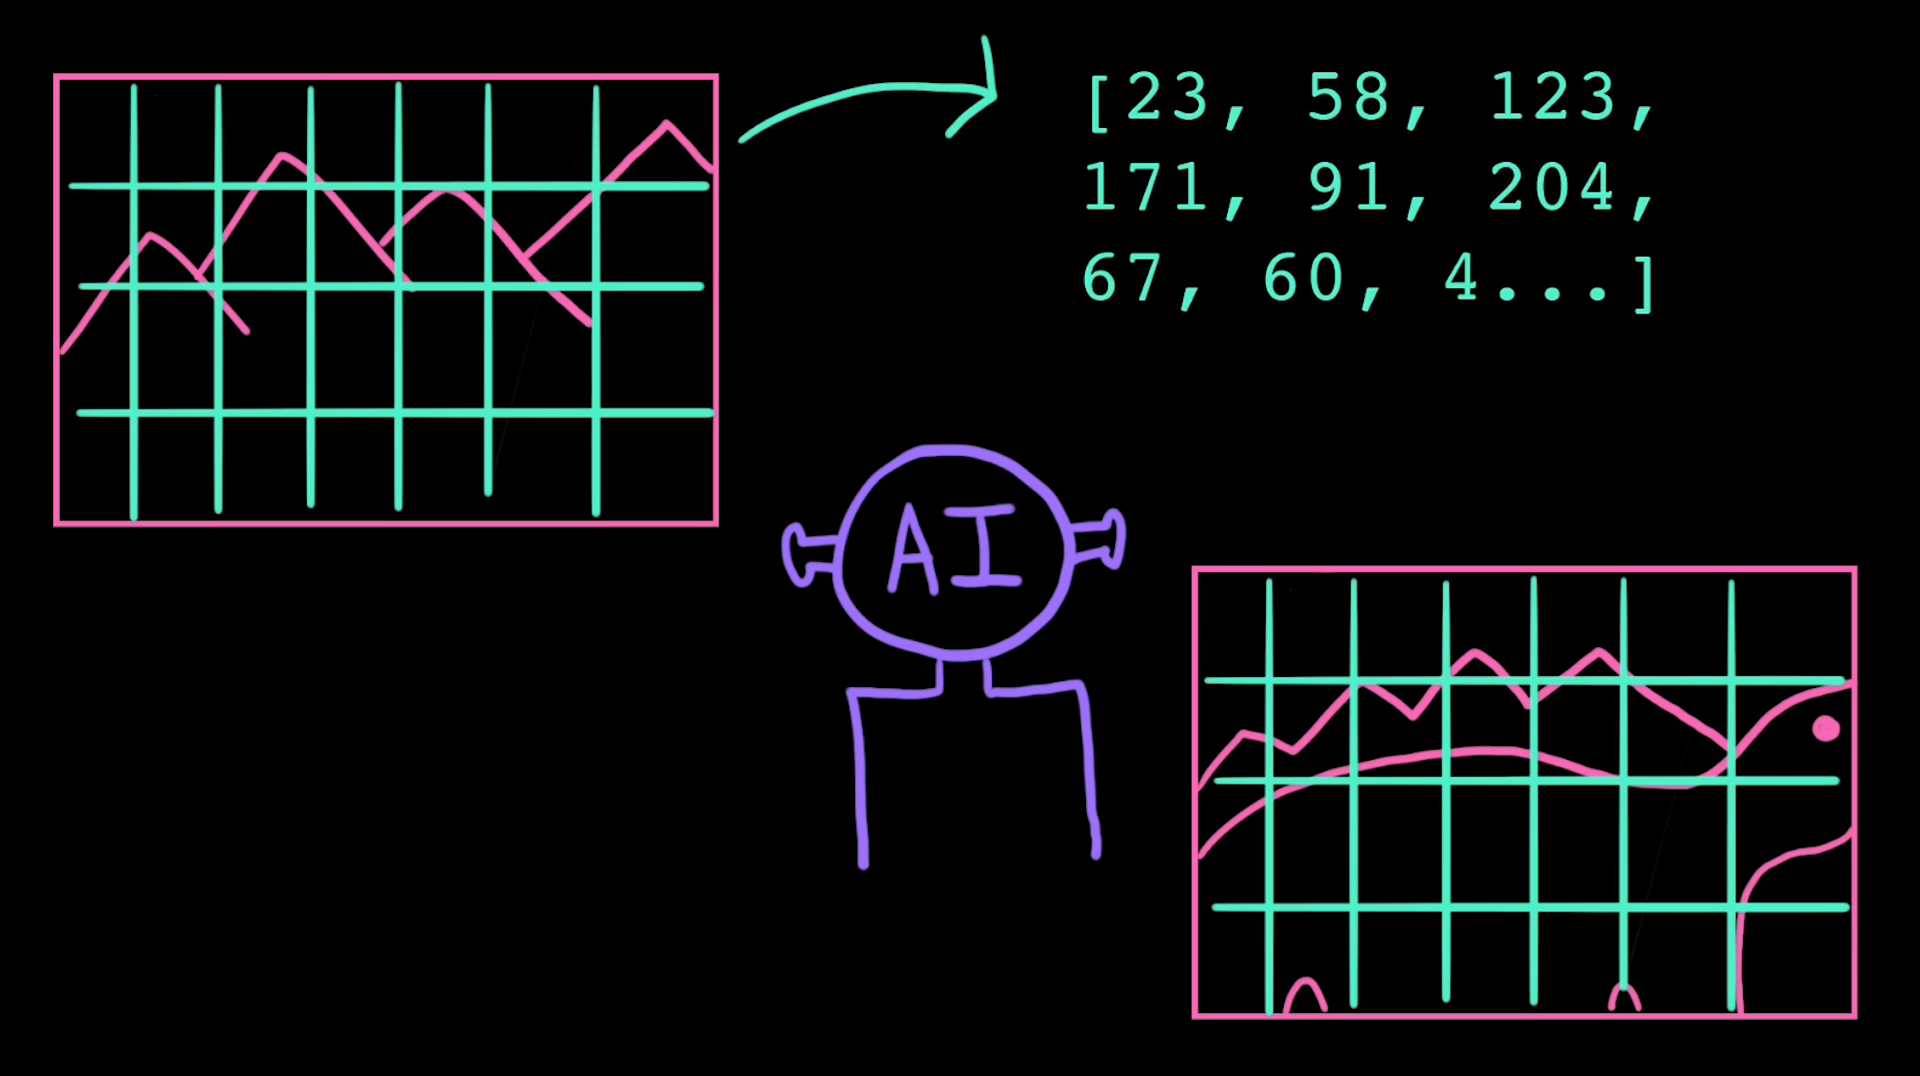 [23, 58, 123,
171, 91, 204,
67, 60, 4...]
AI